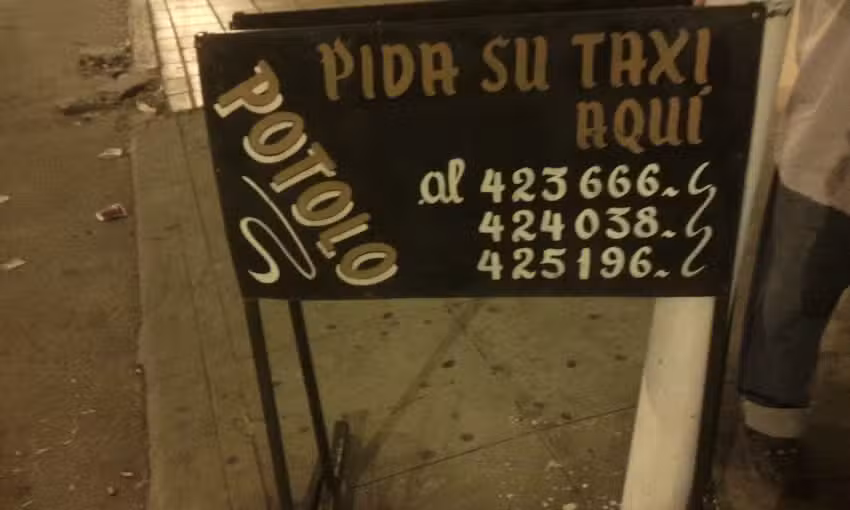 PIDA SU TAXI
AQUÍ
POTOLO
al 423666.-
424038.-
425196.-